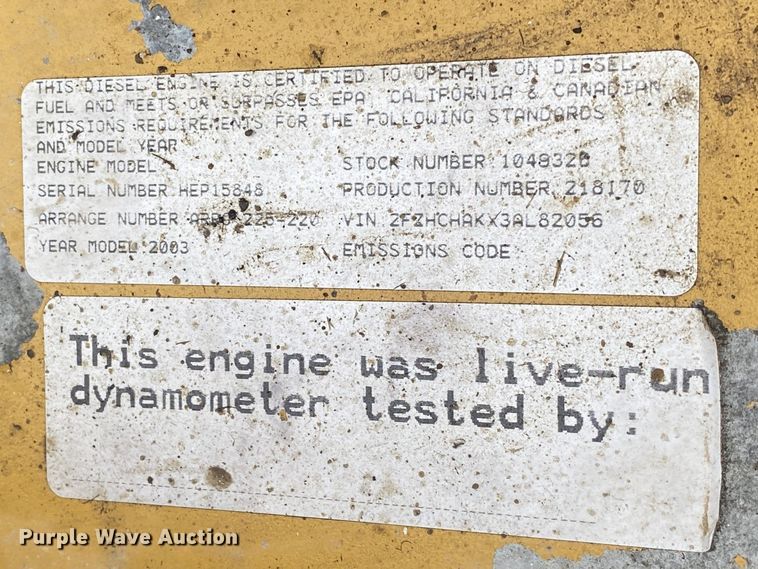 THIS DIESEL ENGINE IS CERTIFIED TO OPERATE ON DIESEL
FUEL AND MEETS OR SURPASSES EPA, CALIFORNIA & CANADIAN
EMISSIONS REQUIREMENTS FOR THE FOLLOWING STANDARDS
AND MODEL YEAR
ENGINE MODEL STOCK NUMBER 1049320
SERIAL NUMBER HEP15848 PRODUCTION NUMBER 218170
ARRANGE NUMBER VIN 2FZHCHAKX3AL82056
YEAR MODEL 2003 EMISSIONS CODE
This engine was live-run
dynamometer tested by:
Purple Wave Auction